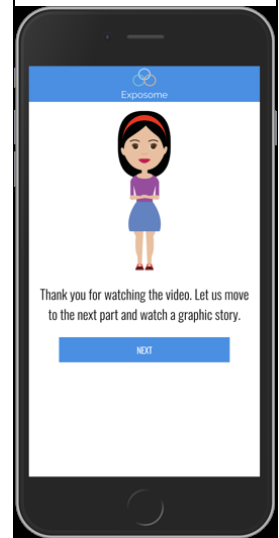 Exposome
Thank you for watching the video. Let us move
to the next part and watch a graphic story.
NEXT